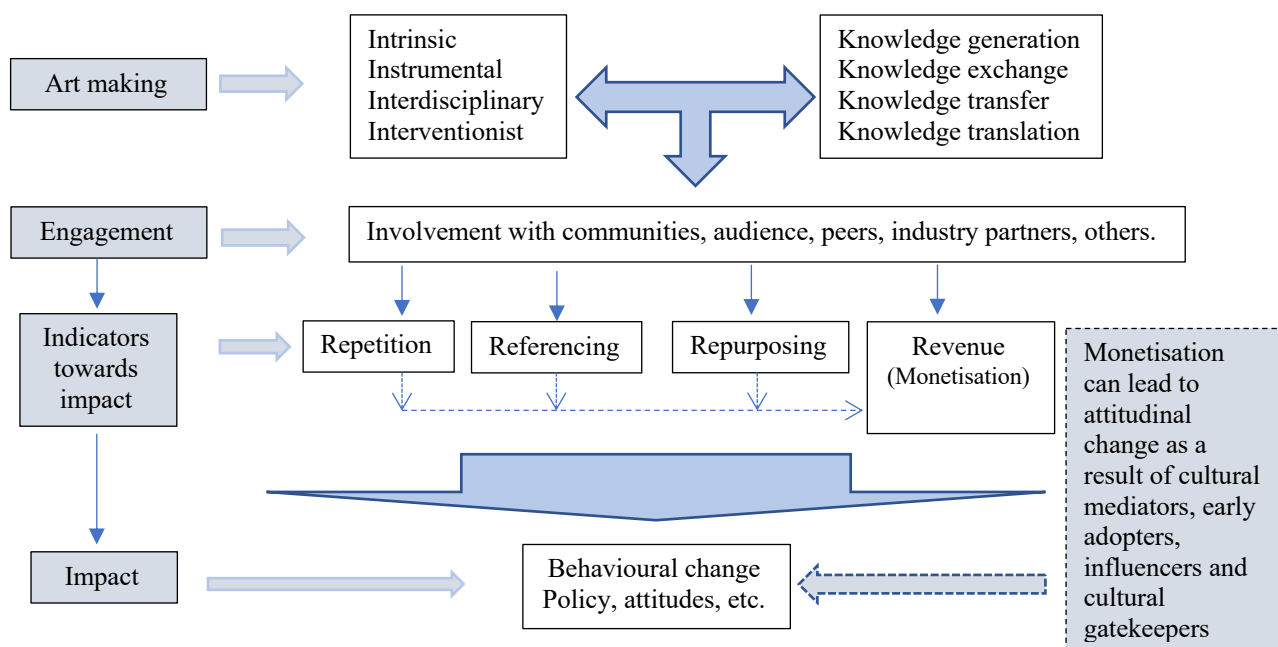 Art making
Intrinsic
Instrumental
Interdisciplinary
Interventionist
Knowledge generation
Knowledge exchange
Knowledge transfer
Knowledge translation
Engagement
Involvement with communities, audience, peers, industry partners, others.
Indicators
towards
impact
Repetition
Referencing
Repurposing
Revenue
(Monetisation)
Monetisation
can lead to
attitudinal
change as a
result of cultural
mediators, early
adopters,
influencers and
cultural
gatekeepers
Impact
Behavioural change
Policy, attitudes, etc.